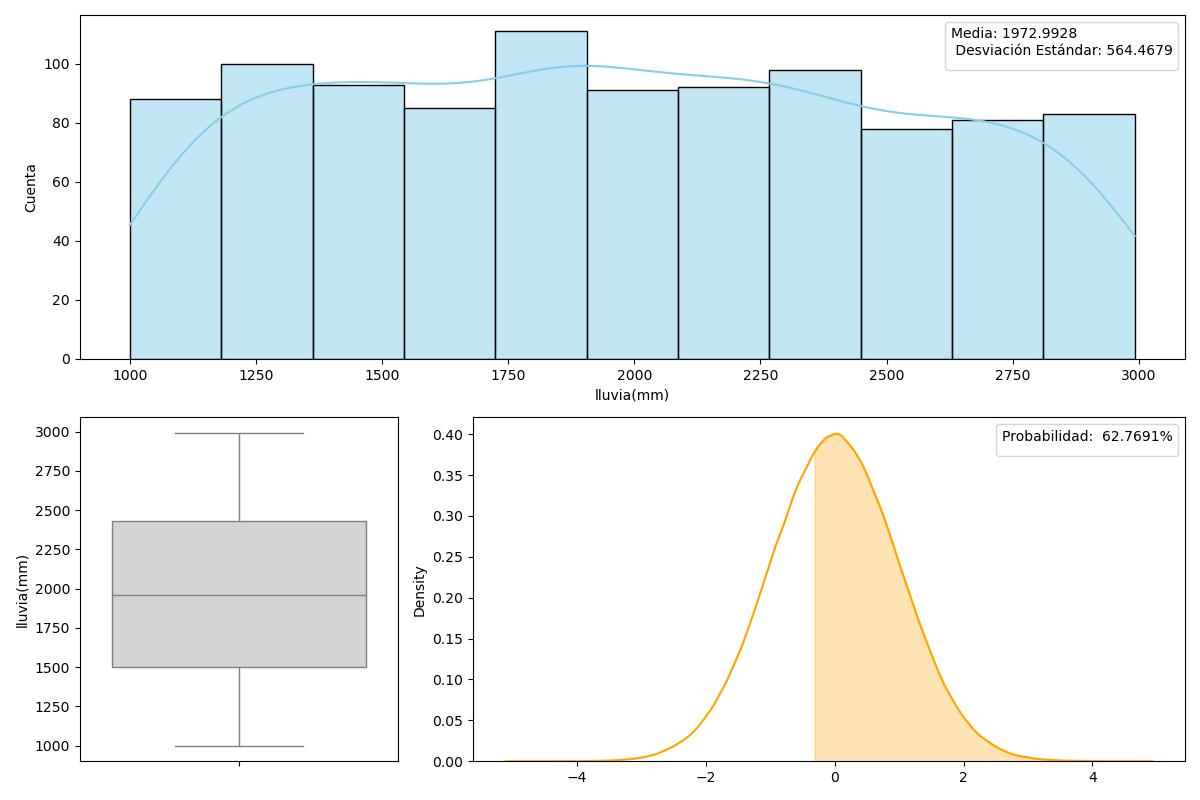 Media: 1972.9928
Desviación Estándar: 564.4679
100
80
60
40
20
0
Cuenta
1000 1250 1500 1750 2000 2250 2500 2750 3000
lluvia(mm)
3000
2750
2500
2250
2000
1750
1500
1250
1000
lluvia(mm)
Probabilidad: 62.7691%
0.40
0.35
0.30
0.25
0.20
0.15
0.10
0.05
0.00
Density
−4 −2 0 2 4